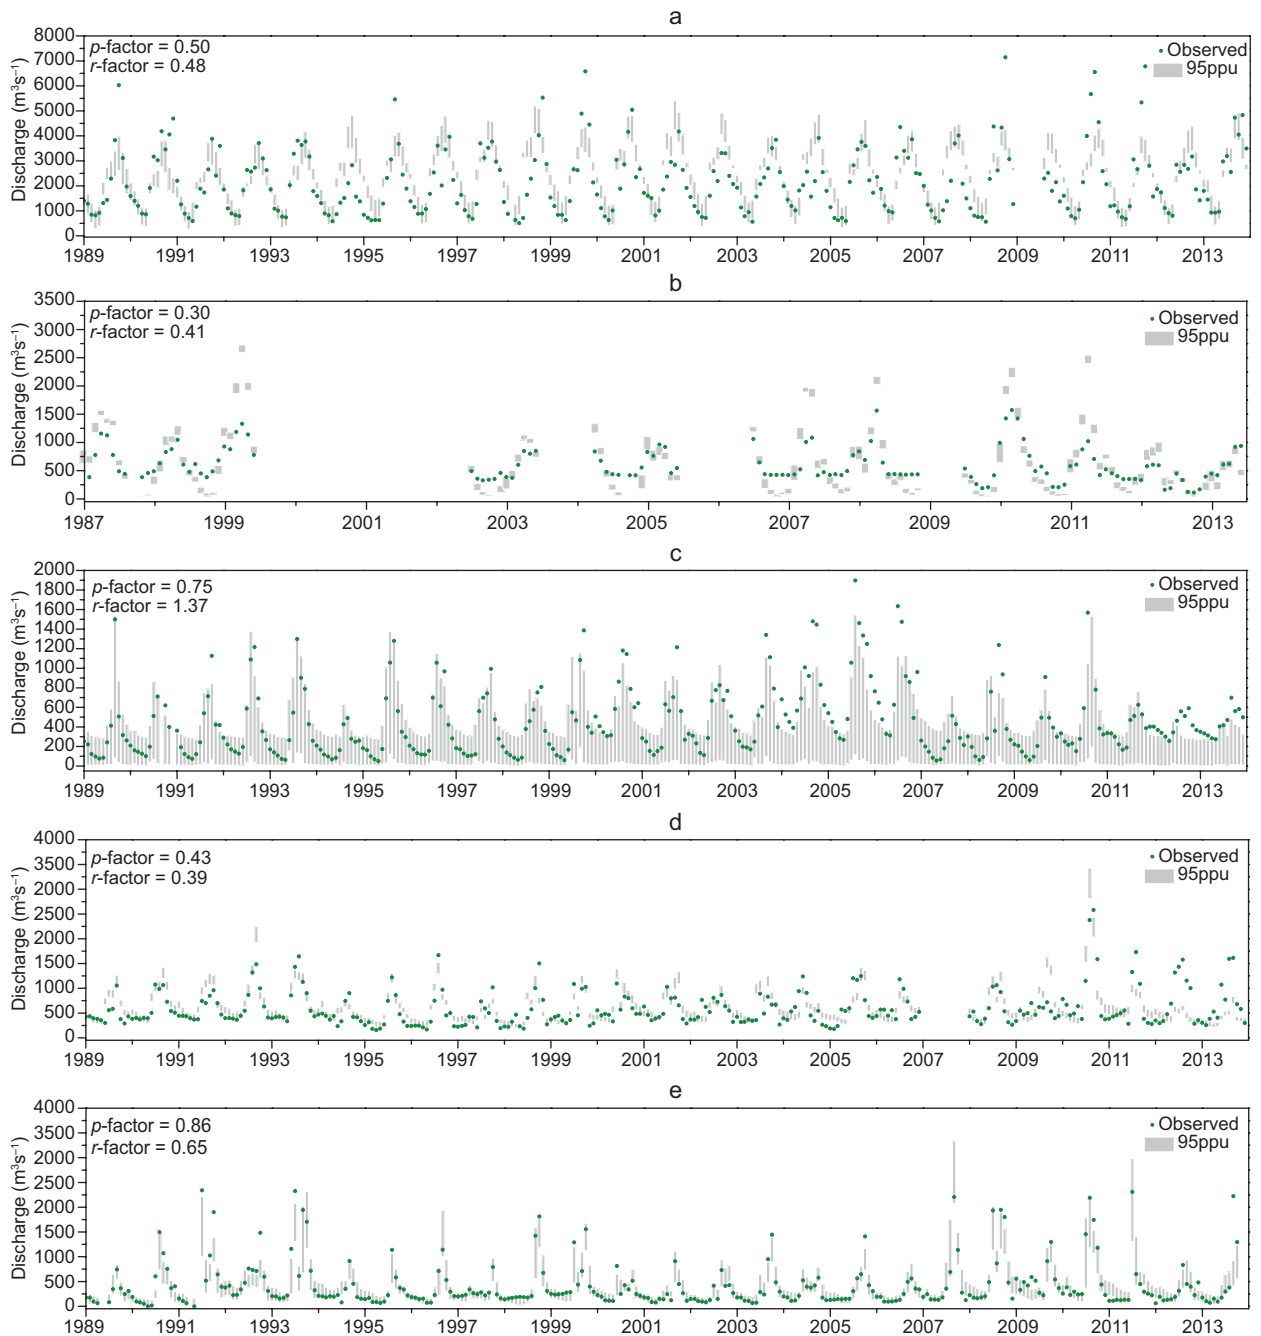 a
8000
7000
6000
5000
4000
3000
2000
1000
0
Discharge (m³s⁻¹)
p-factor = 0.50
r-factor = 0.48
Observed
95ppu
1989 1991 1993 1995 1997 1999 2001 2003 2005 2007 2009 2011 2013
b
3500
3000
2500
2000
1500
1000
500
0
Discharge (m³s⁻¹)
p-factor = 0.30
r-factor = 0.41
Observed
95ppu
1987 1999 2001 2003 2005 2007 2009 2011 2013
c
2000
1800
1600
1400
1200
1000
800
600
400
200
0
Discharge (m³s⁻¹)
p-factor = 0.75
r-factor = 1.37
Observed
95ppu
1989 1991 1993 1995 1997 1999 2001 2003 2005 2007 2009 2011 2013
d
4000
3500
3000
2500
2000
1500
1000
500
0
Discharge (m³s⁻¹)
p-factor = 0.43
r-factor = 0.39
Observed
95ppu
1989 1991 1993 1995 1997 1999 2001 2003 2005 2007 2009 2011 2013
e
4000
3500
3000
2500
2000
1500
1000
500
0
Discharge (m³s⁻¹)
p-factor = 0.86
r-factor = 0.65
Observed
95ppu
1989 1991 1993 1995 1997 1999 2001 2003 2005 2007 2009 2011 2013